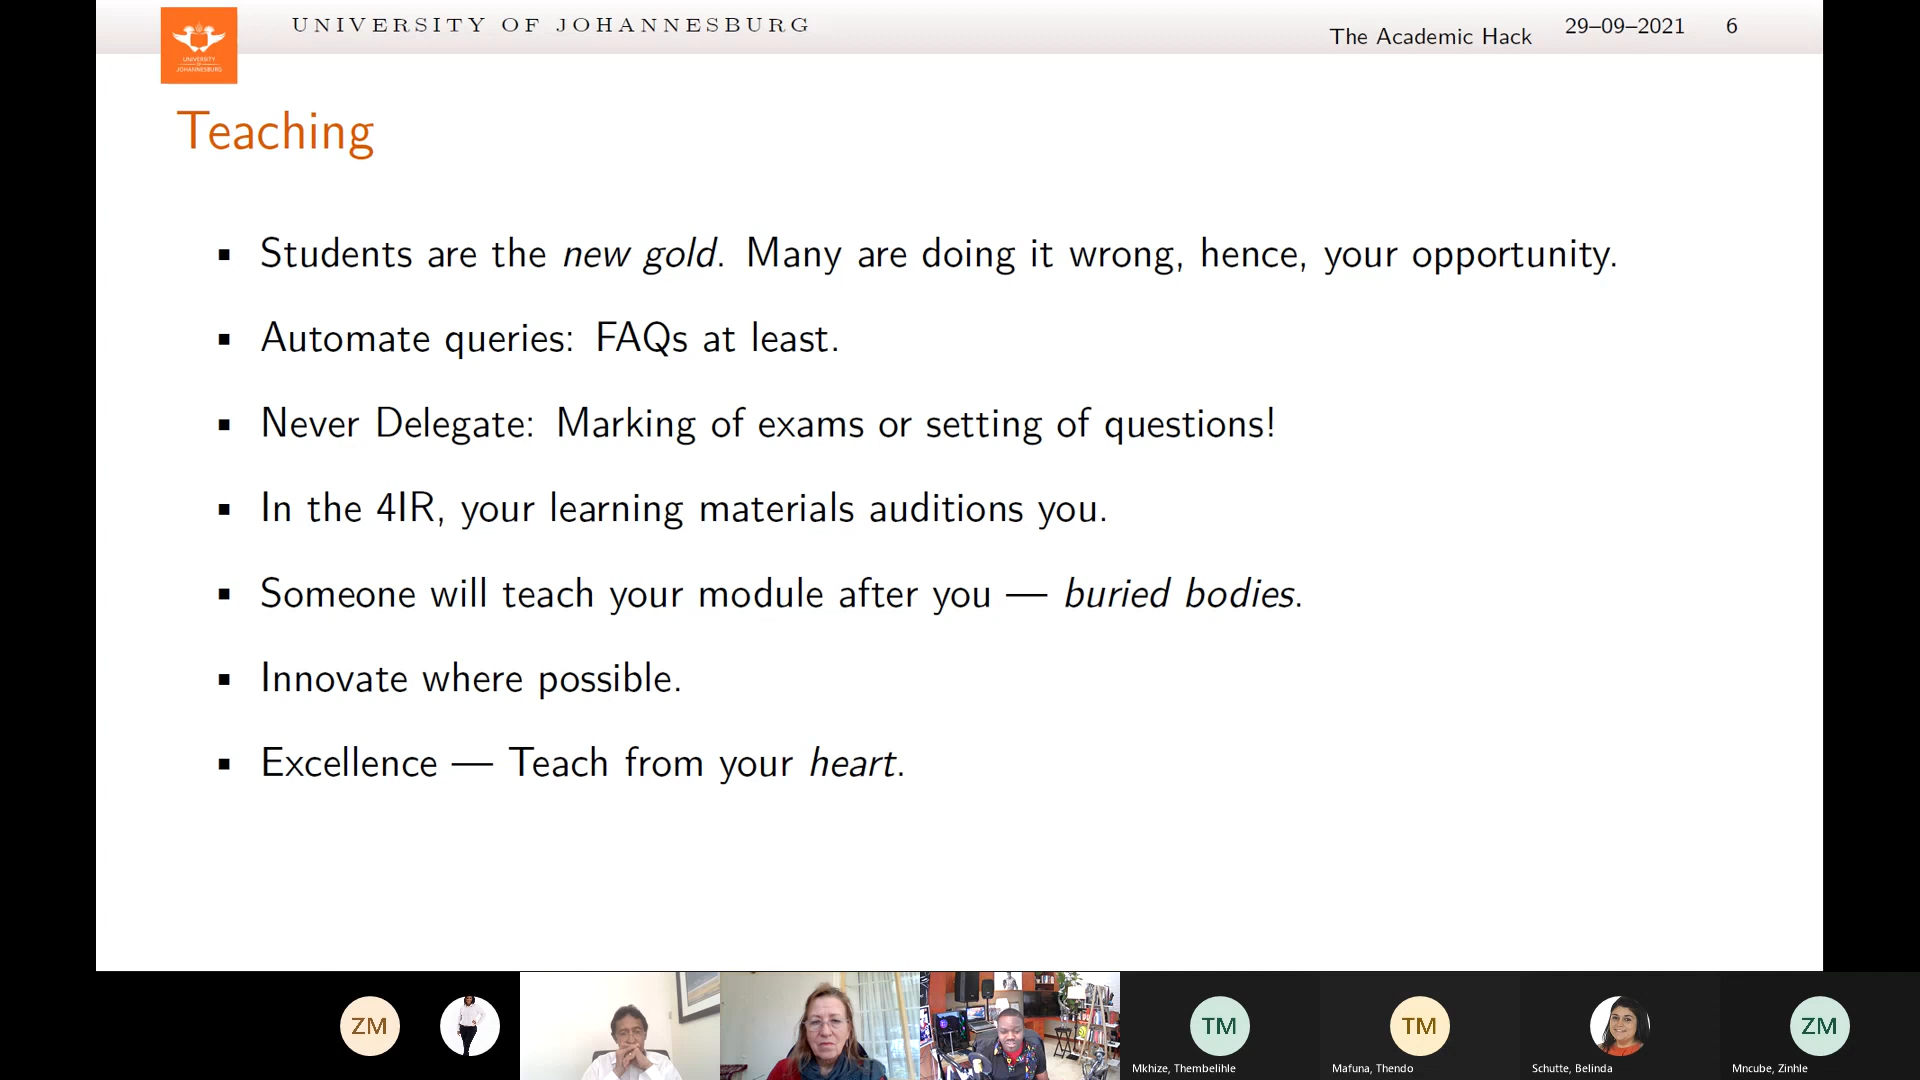 UNIVERSITY OF JOHANNESBURG
The Academic Hack
29–09–2021
6
UNIVERSITY
OF
JOHANNESBURG
Teaching
Students are the new gold. Many are doing it wrong, hence, your opportunity.
Automate queries: FAQs at least.
Never Delegate: Marking of exams or setting of questions!
In the 4IR, your learning materials auditions you.
Someone will teach your module after you — buried bodies.
Innovate where possible.
Excellence — Teach from your heart.
ZM
TM
TM
ZM
Mkhize, Thembelihle
Mafuna, Thendo
Schutte, Belinda
Mncube, Zinhle